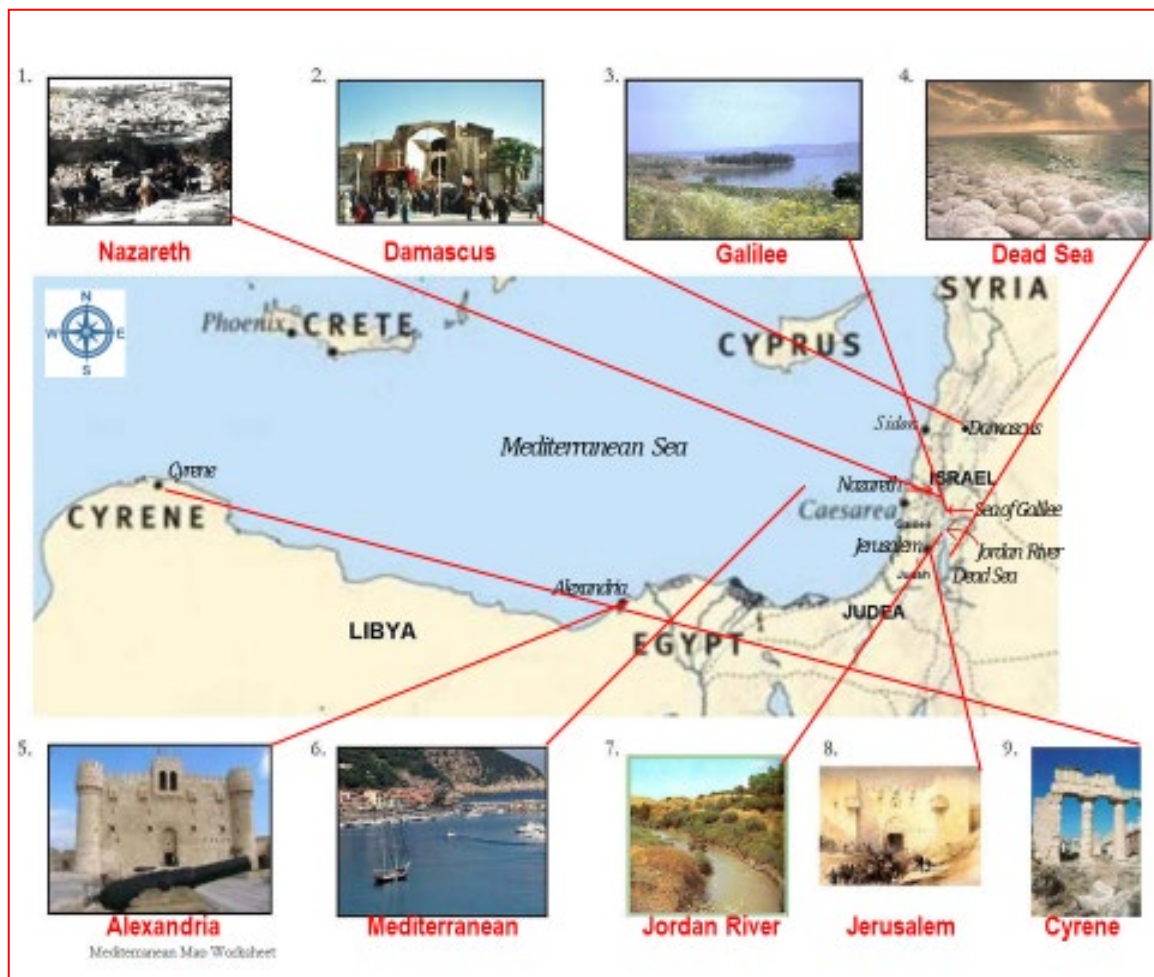 1.
2.
3.
4.
Nazareth
Damascus
Galilee
Dead Sea
N
W E
S
SYRIA
Phoenix
CRETE
CYPRUS
Sidon
Damascus
Mediterranean Sea
Cyrene
Nazareth
ISRAEL
CYRENE
Caesarea
Sea of Galilee
Galilee
Jerusalem
Jordan River
Judah
Dead Sea
Alexandria
JUDEA
LIBYA
EGYPT
5.
6.
7.
8.
9.
Alexandria
Mediterranean
Jordan River
Jerusalem
Cyrene
Mediterranean Map Worksheet